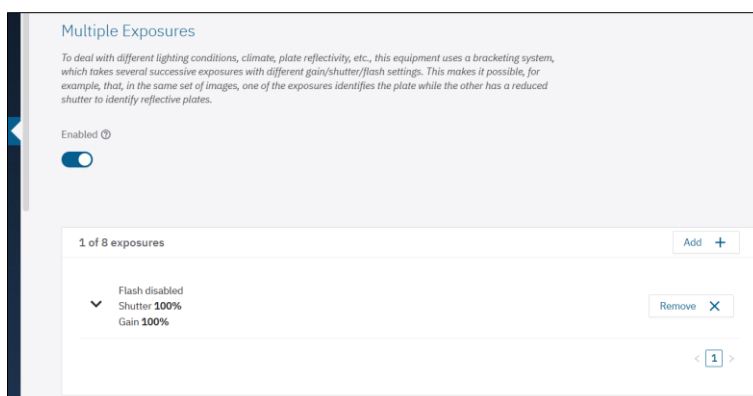 Multiple Exposures
To deal with different lighting conditions, climate, plate reflectivity, etc., this equipment uses a bracketing system,
which takes several successive exposures with different gain/shutter/flash settings. This makes it possible, for
example, that, in the same set of images, one of the exposures identifies the plate while the other has a reduced
shutter to identify reflective plates.
Enabled
1 of 8 exposures
Add +
Flash disabled
Shutter 100%
Remove X
Gain 100%
< 1 >